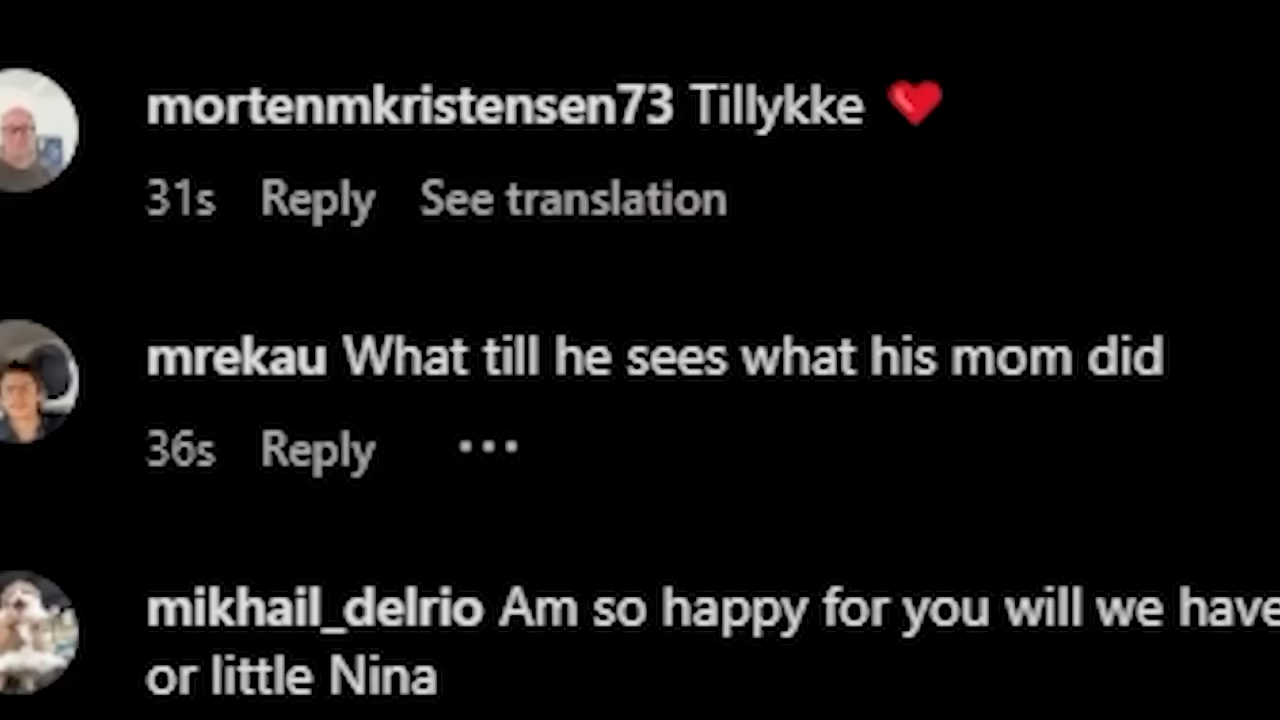 mortenmkristensen73 Tillykke ❤️
31s Reply See translation
mrekau What till he sees what his mom did
36s Reply ...
mikhail_delrio Am so happy for you will we have
or little Nina